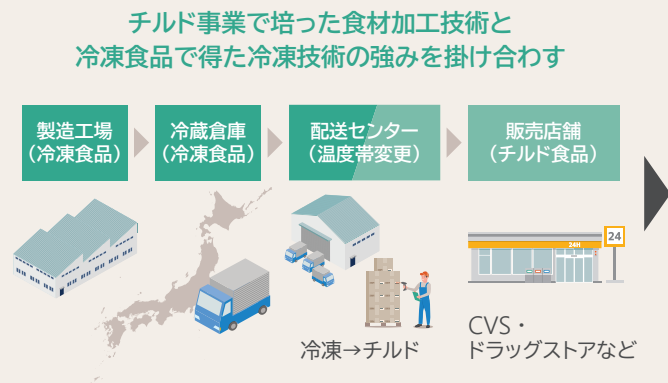 チルド事業で培った食材加工技術と
冷凍食品で得た冷凍技術の強みを掛け合わす
製造工場
（冷凍食品）
冷蔵倉庫
（冷凍食品）
配送センター
（温度帯変更）
販売店舗
（チルド食品）
24
24H
冷凍→チルド
CVS・
ドラッグストアなど